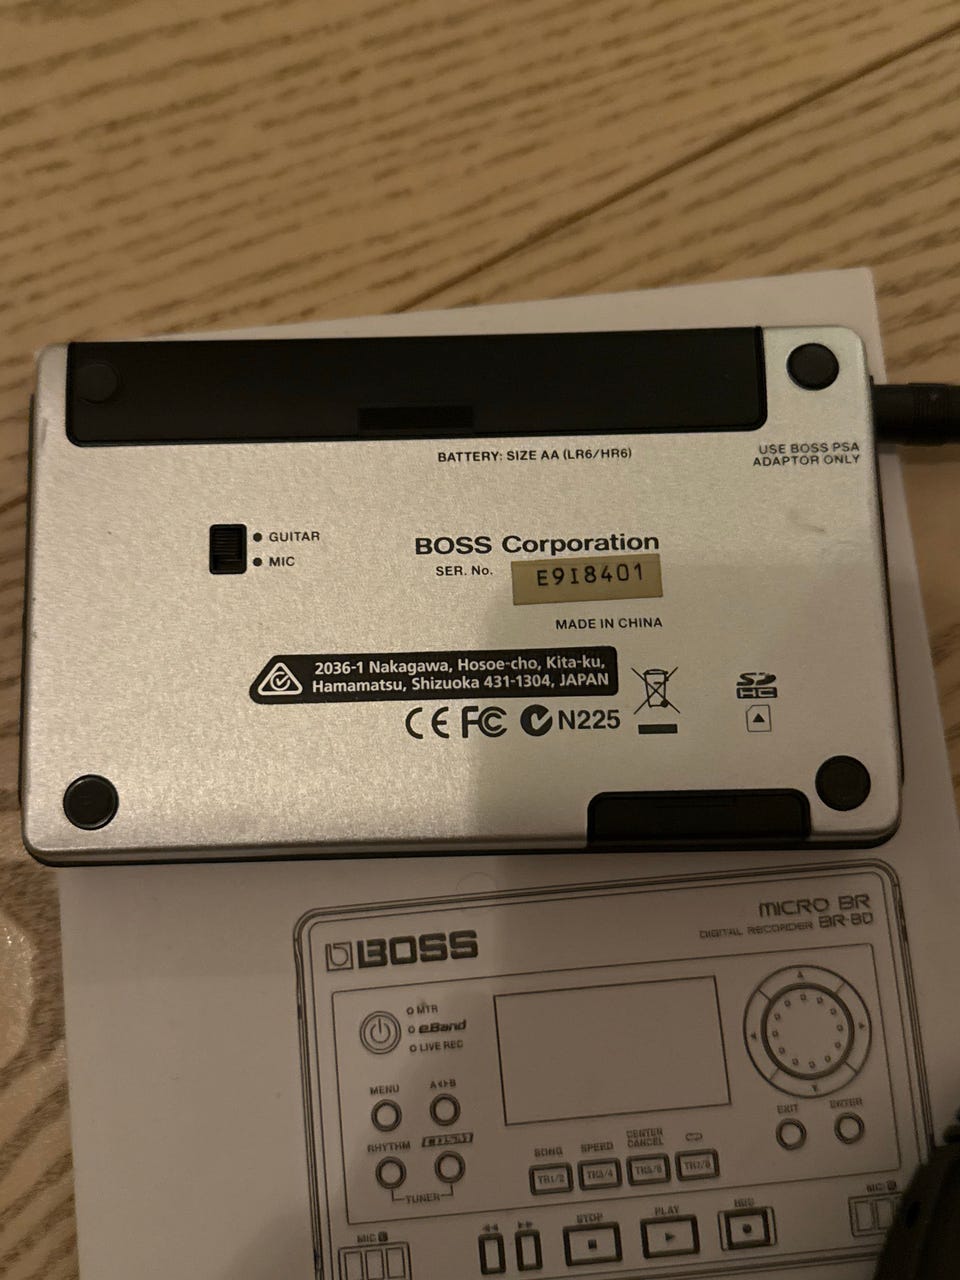 BATTERY: SIZE AA (LR6/HR6)
USE BOSS PSA
ADAPTOR ONLY
GUITAR
MIC
BOSS Corporation
SER. No. E9I8401
MADE IN CHINA
2036-1 Nakagawa, Hosoe-cho, Kita-ku,
Hamamatsu, Shizuoka 431-1304, JAPAN
CE FC N225
SD
HC
BOSS
MICRO BR
DIGITAL RECORDER BR-80
MTR
eBand
LIVE REC
MENU
A↔B
RHYTHM
COSM
TUNER
SONG
SPEED
CENTER
CANCEL
TR1/2
TR3/4
TR5/6
TR7/8
EXIT
ENTER
STOP
PLAY
MIC
MIC